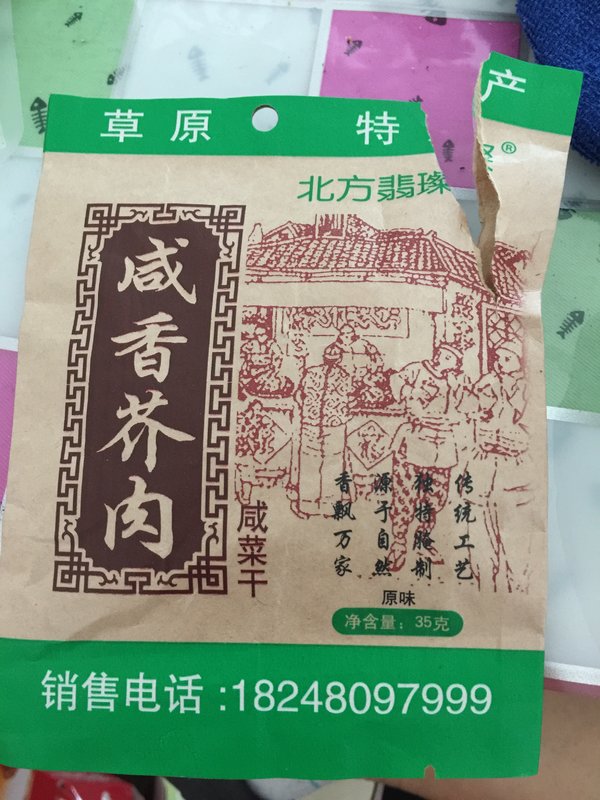 草原 特产
北方翡璨®
咸香芥肉
咸菜干
传统工艺
独特腌制
源于自然
香飘万家
原味
净含量：35克
销售电话:18248097999